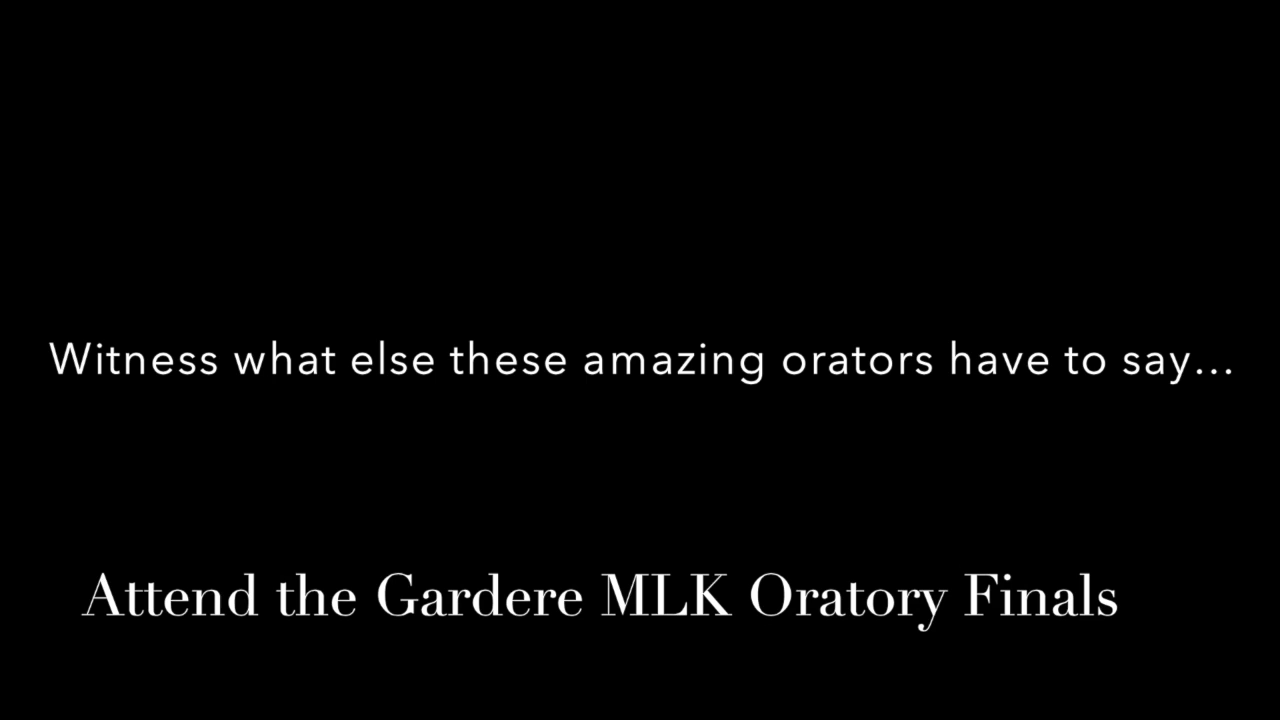 Witness what else these amazing orators have to say...
Attend the Gardere MLK Oratory Finals